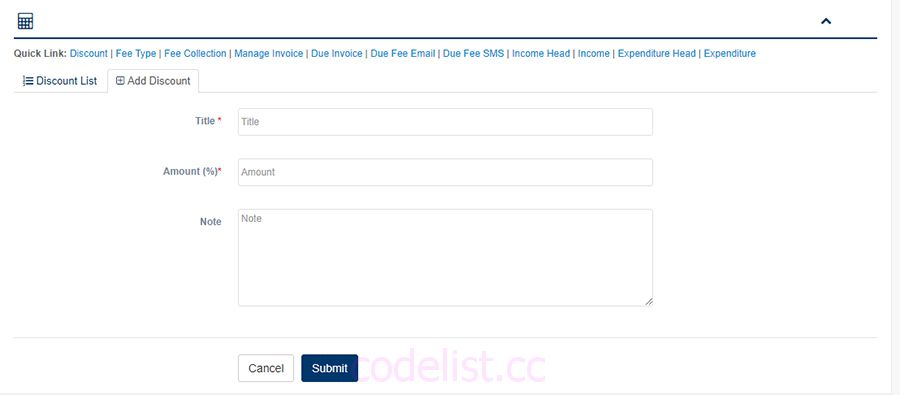 Quick Link: Discount | Fee Type | Fee Collection | Manage Invoice | Due Invoice | Due Fee Email | Due Fee SMS | Income Head | Income | Expenditure Head | Expenditure
Discount List Add Discount
Title * Title
Amount (%)* Amount
Note Note
Cancel Submit codelist.cc